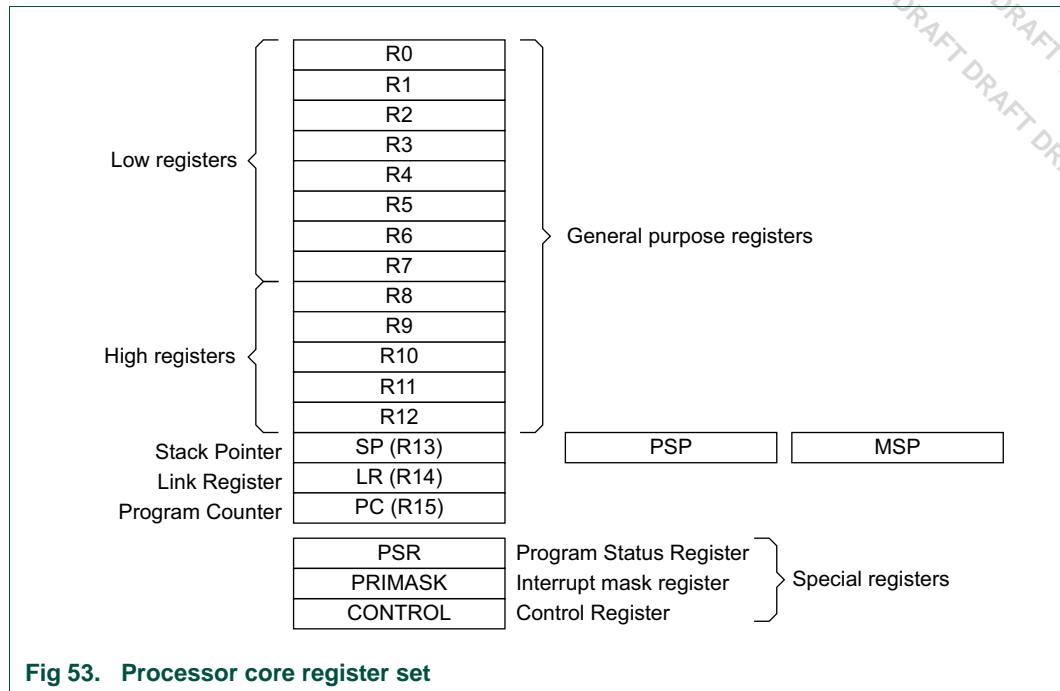 DRAFT DRAFT
DRAFT DRA
R0
R1
R2
R3
Low registers
R4
R5
R6
General purpose registers
R7
R8
R9
High registers
R10
R11
R12
Stack Pointer
SP (R13)
PSP
MSP
Link Register
LR (R14)
Program Counter
PC (R15)
PSR
Program Status Register
PRIMASK
Interrupt mask register
Special registers
CONTROL
Control Register
Fig 53. Processor core register set